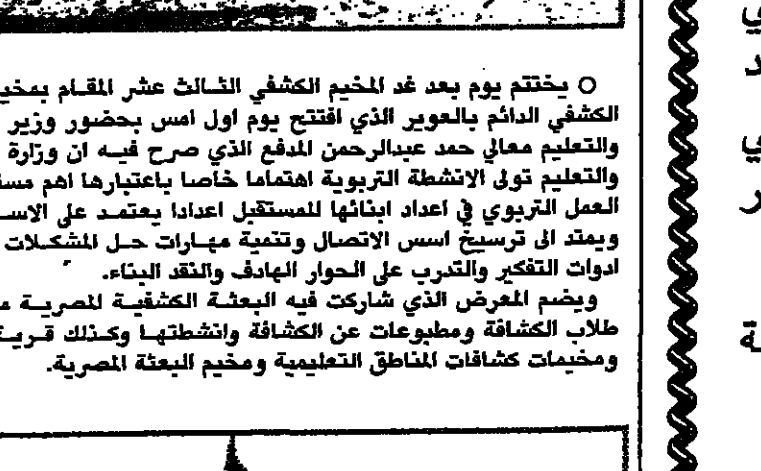 ○ يختتم يوم بعد غد المخيم الكشفي الثالث عشر المقام
الكشفي الدائم بالعوير الذي افتتح يوم اول امس بحضور وزير
والتعليم معالي حمد عبدالرحمن المدفع الذي صرح فيه ان وزارة
والتعليم تولى الانشطة التربوية اهتماما خاصا باعتبارها اهم
العمل التربوي في اعداد ابنائها للمستقبل اعدادا يعتمد على
ويمتد الى ترسيخ اسس الاتصال وتنمية مهارات حل المشكلات
ادوات التفكير والتدرب على الحوار الهادف والنقد البناء.
ويضم المعرض الذي شاركت فيه البعثة الكشفية المصرية
طلاب الكشافة ومطبوعات عن الكشافة وانشطتها وكذلك
ومخيمات كشافات المناطق التعليمية ومخيم البعثة المصرية.